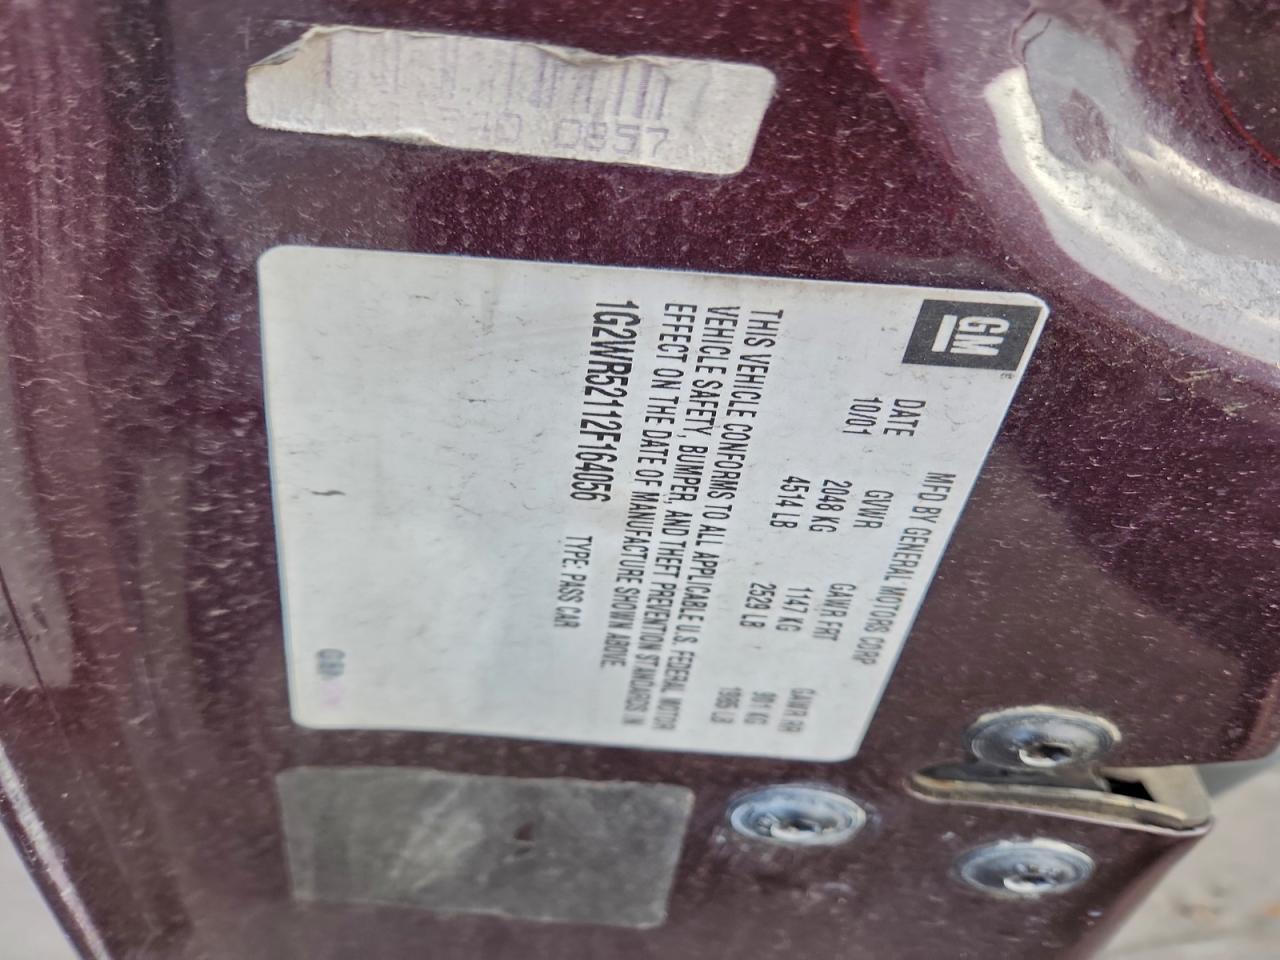 0857
GM
MFD BY GENERAL MOTORS CORP
DATE GVWR GAWR FRT GAWR RR
10/01 2048 KG 1147 KG 901 KG
4514 LB 2529 LB 1985 LB
THIS VEHICLE CONFORMS TO ALL APPLICABLE U.S. FEDERAL MOTOR
VEHICLE SAFETY, BUMPER, AND THEFT PREVENTION STANDARDS IN
EFFECT ON THE DATE OF MANUFACTURE SHOWN ABOVE.
1G2WR52112F164056 TYPE: PASS CAR